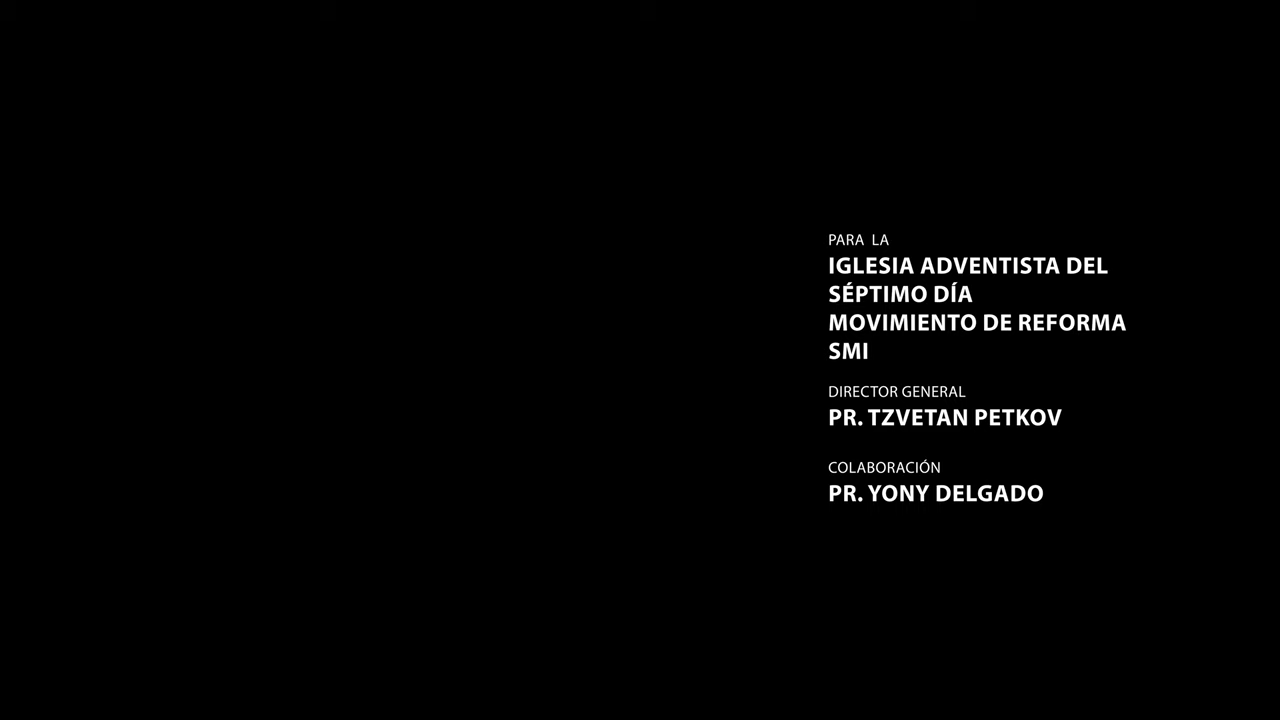 PARA LA
IGLESIA ADVENTISTA DEL
SÉPTIMO DÍA
MOVIMIENTO DE REFORMA
SMI
DIRECTOR GENERAL
PR. TZVETAN PETKOV
COLABORACIÓN
PR. YONY DELGADO